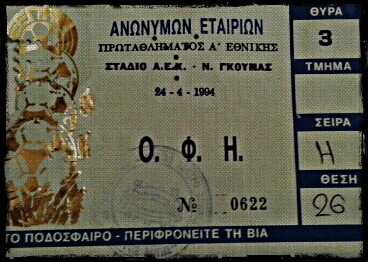 ΑΝΩΝΥΜΩΝ ΕΤΑΙΡΙΩΝ
ΠΡΩΤΑΘΛΗΜΑΤΟΣ Α' ΕΘΝΙΚΗΣ
ΣΤΑΔΙΟ Α.Ε.Κ. - Ν. ΓΚΟΥΜΑΣ
24-4-1994
Ο. Φ. Η.
№ 0622
ΘΥΡΑ
3
ΤΜΗΜΑ
ΣΕΙΡΑ
Η
ΘΕΣΗ
26
ΤΟ ΠΟΔΟΣΦΑΙΡΟ - ΠΕΡΙΦΡΟΝΕΙΤΕ ΤΗ ΒΙΑ